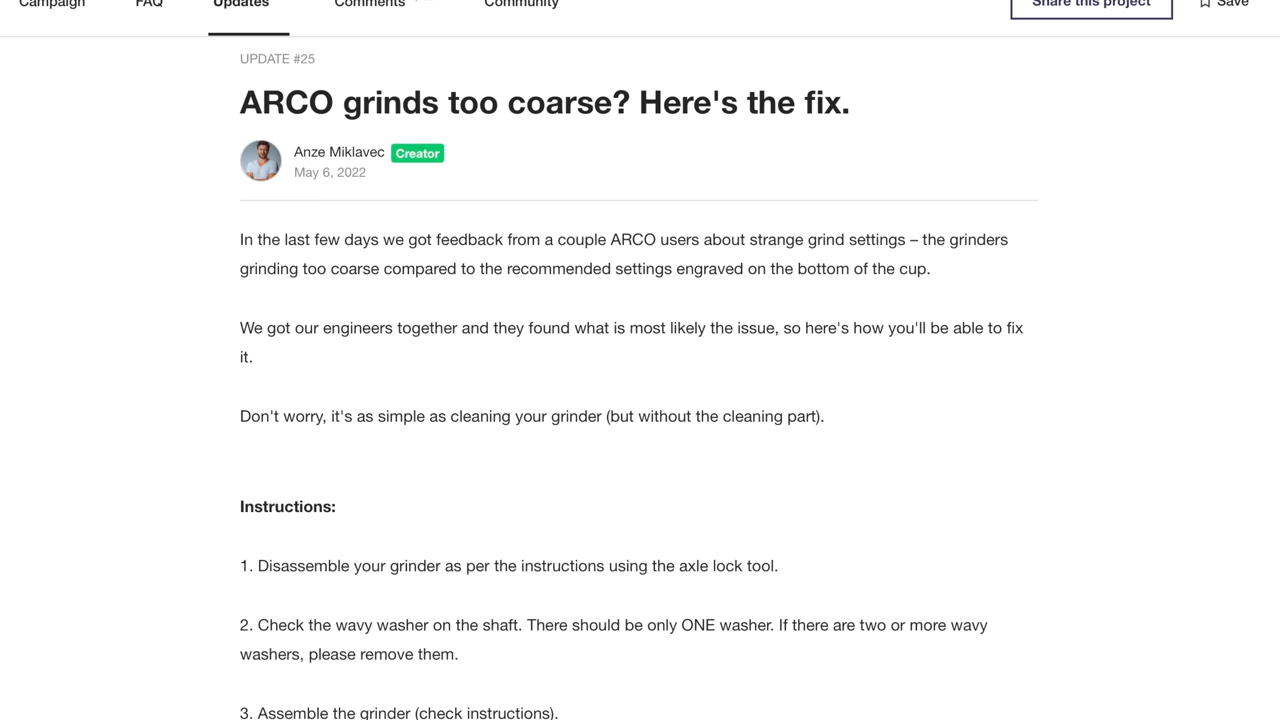 Campaign FAQ Updates Comments Community Share this project Save
UPDATE #25
ARCO grinds too coarse? Here's the fix.
Anze Miklavec Creator
May 6, 2022
In the last few days we got feedback from a couple ARCO users about strange grind settings – the grinders
grinding too coarse compared to the recommended settings engraved on the bottom of the cup.
We got our engineers together and they found what is most likely the issue, so here's how you'll be able to fix
it.
Don't worry, it's as simple as cleaning your grinder (but without the cleaning part).
Instructions:
1. Disassemble your grinder as per the instructions using the axle lock tool.
2. Check the wavy washer on the shaft. There should be only ONE washer. If there are two or more wavy
washers, please remove them.
3. Assemble the grinder (check instructions).